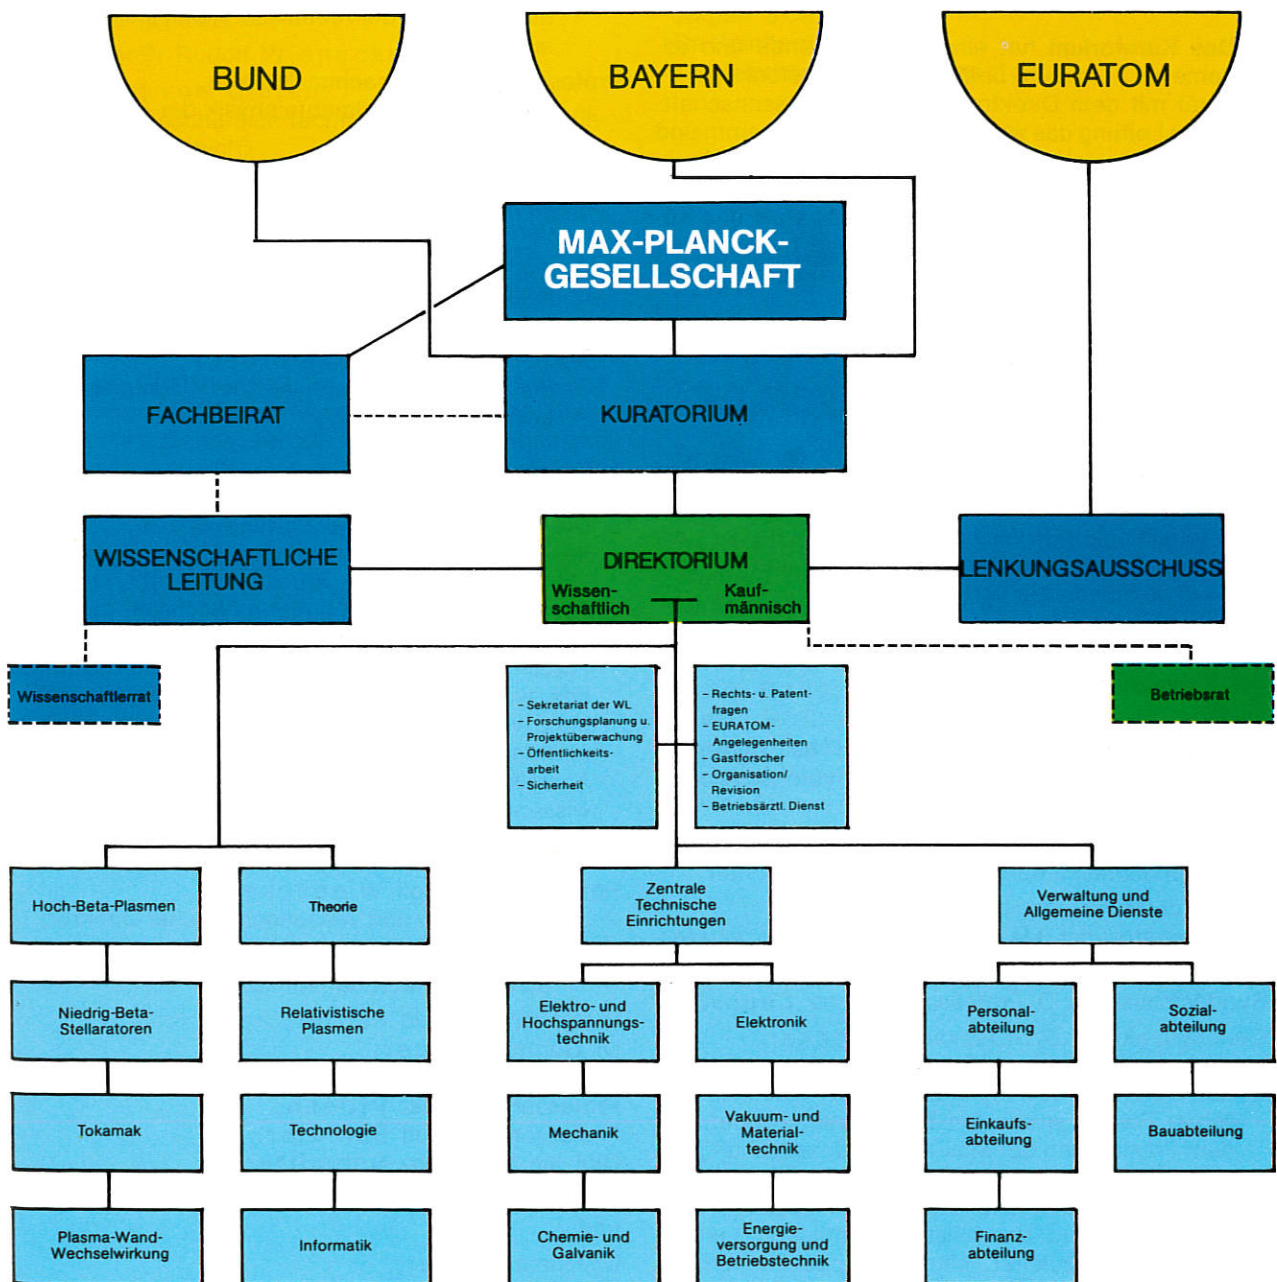 BUND
BAYERN
EURATOM
MAX-PLANCK-
GESELLSCHAFT
FACHBEIRAT
KURATORIUM
WISSENSCHAFTLICHE
LEITUNG
DIREKTORIUM
Wissen-
schaftlich
Kauf-
männisch
LENKUNGSAUSSCHUSS
Wissenschaftlerrat
Betriebsrat
– Sekretariat der WL
– Forschungsplanung u.
Projektüberwachung
– Öffentlichkeits-
arbeit
– Sicherheit
– Rechts- u. Patent-
fragen
– EURATOM-
Angelegenheiten
– Gastforscher
– Organisation/
Revision
– Betriebsärztl. Dienst
Hoch-Beta-Plasmen
Theorie
Zentrale
Technische
Einrichtungen
Verwaltung und
Allgemeine Dienste
Niedrig-Beta-
Stellaratoren
Relativistische
Plasmen
Elektro- und
Hochspannungs-
technik
Elektronik
Personal-
abteilung
Sozial-
abteilung
Tokamak
Technologie
Mechanik
Vakuum- und
Material-
technik
Einkaufs-
abteilung
Bauabteilung
Plasma-Wand-
Wechselwirkung
Informatik
Chemie- und
Galvanik
Energie-
versorgung und
Betriebstechnik
Finanz-
abteilung